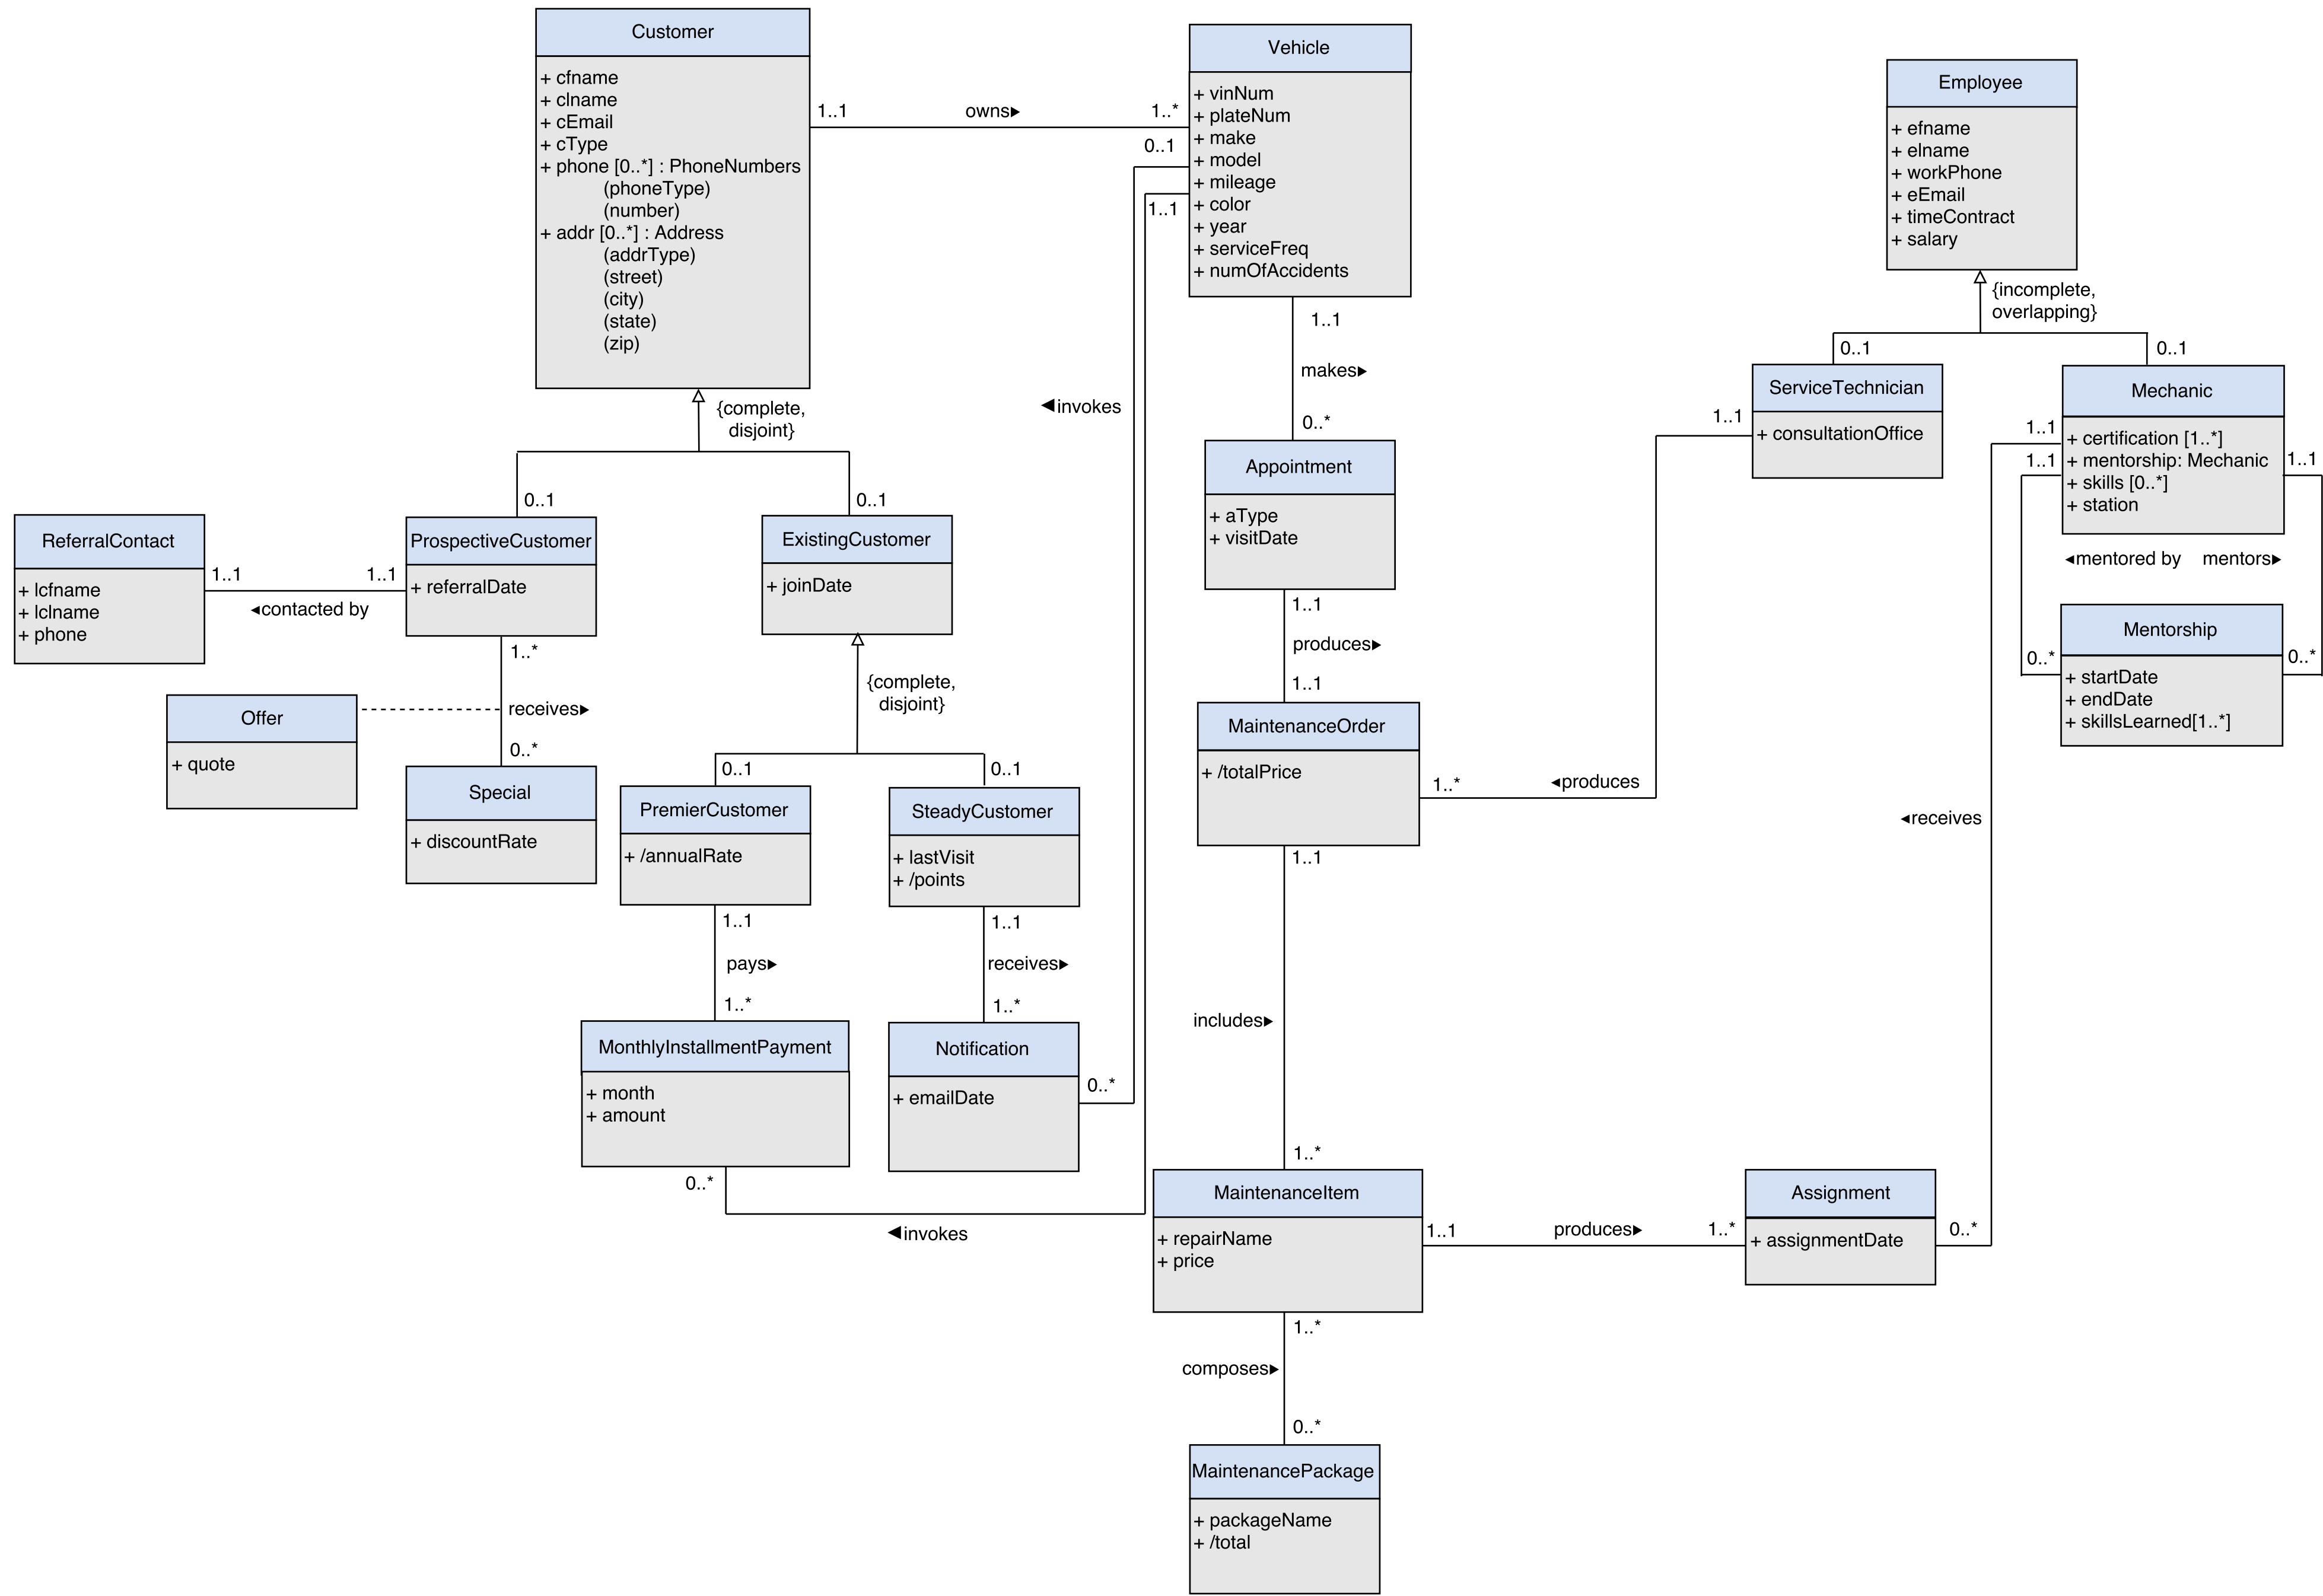 Customer
+ cfname
+ clname
+ cEmail
+ cType
+ phone [0..*] : PhoneNumbers
(phoneType)
(number)
+ addr [0..*] : Address
(addrType)
(street)
(city)
(state)
(zip)
1..1
owns▶
1..*
0..1
1..1
Vehicle
+ vinNum
+ plateNum
+ make
+ model
+ mileage
+ color
+ year
+ serviceFreq
+ numOfAccidents
Employee
+ efname
+ elname
+ workPhone
+ eEmail
+ timeContract
+ salary
{incomplete,
overlapping}
0..1
0..1
1..1
makes▶
0..*
◀invokes
{complete,
disjoint}
0..1
0..1
ServiceTechnician
+ consultationOffice
1..1
Mechanic
+ certification [1..*]
+ mentorship: Mechanic
+ skills [0..*]
+ station
1..1
1..1
1..1
◀mentored by
mentors▶
0..*
0..*
Mentorship
+ startDate
+ endDate
+ skillsLearned[1..*]
Appointment
+ aType
+ visitDate
1..1
produces▶
1..1
ReferralContact
+ lcfname
+ lclname
+ phone
1..1
1..1
◀contacted by
ProspectiveCustomer
+ referralDate
ExistingCustomer
+ joinDate
1..*
receives▶
0..*
Offer
+ quote
Special
+ discountRate
{complete,
disjoint}
0..1
0..1
PremierCustomer
+ /annualRate
SteadyCustomer
+ lastVisit
+ /points
MaintenanceOrder
+ /totalPrice
1..*
◀produces
◀receives
1..1
pays▶
1..*
1..1
receives▶
1..*
1..1
includes▶
1..*
MonthlyInstallmentPayment
+ month
+ amount
Notification
+ emailDate
0..*
0..*
◀invokes
MaintenanceItem
+ repairName
+ price
1..1
produces▶
1..*
Assignment
+ assignmentDate
0..*
1..*
composes▶
0..*
MaintenancePackage
+ packageName
+ /total